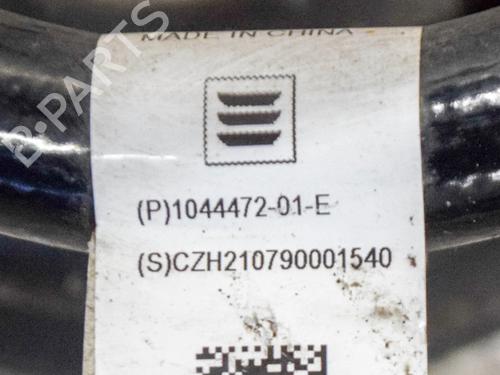 B-PARTS
MADE IN CHINA
(P)1044472-01-E
(S)CZH210790001540